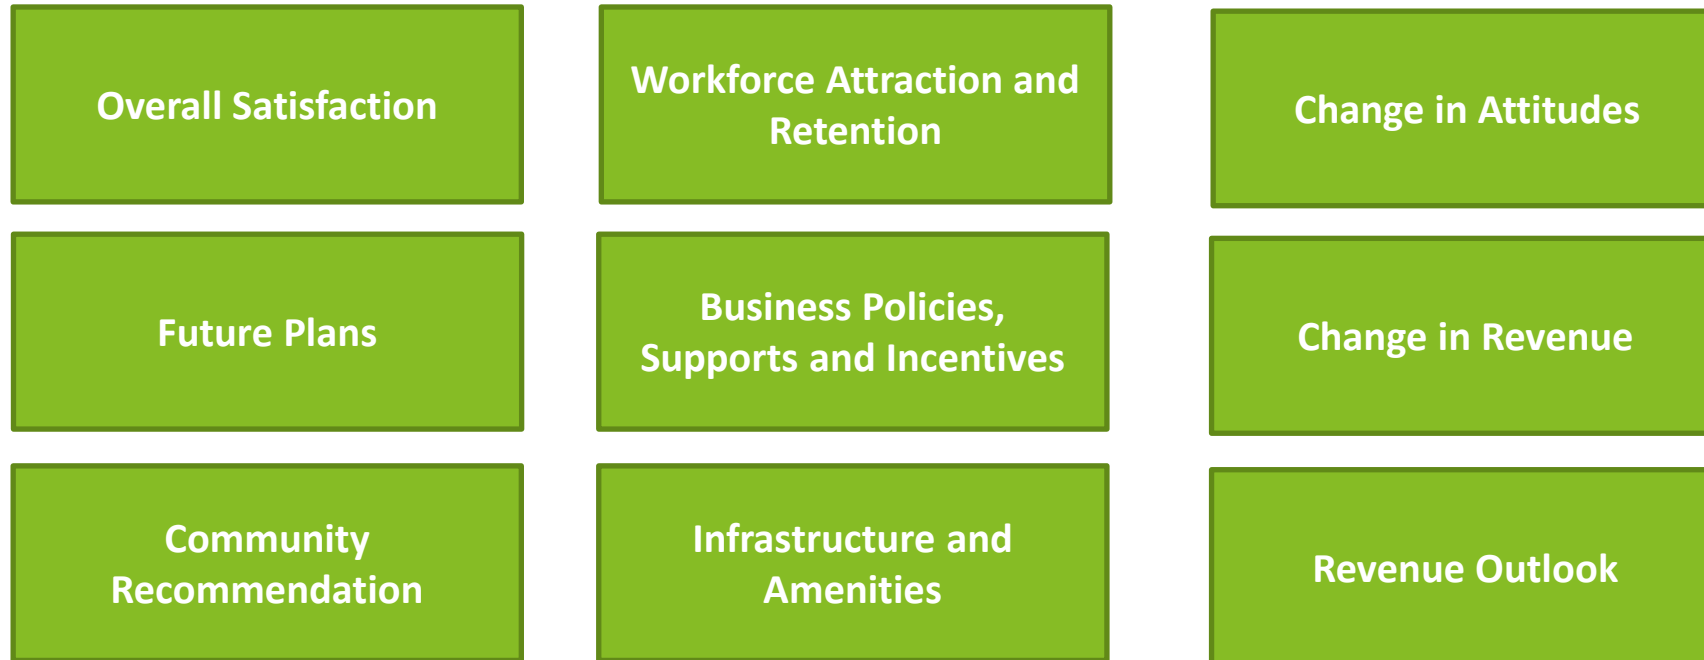 Overall Satisfaction
Workforce Attraction and
Retention
Change in Attitudes
Future Plans
Business Policies,
Supports and Incentives
Change in Revenue
Community
Recommendation
Infrastructure and
Amenities
Revenue Outlook